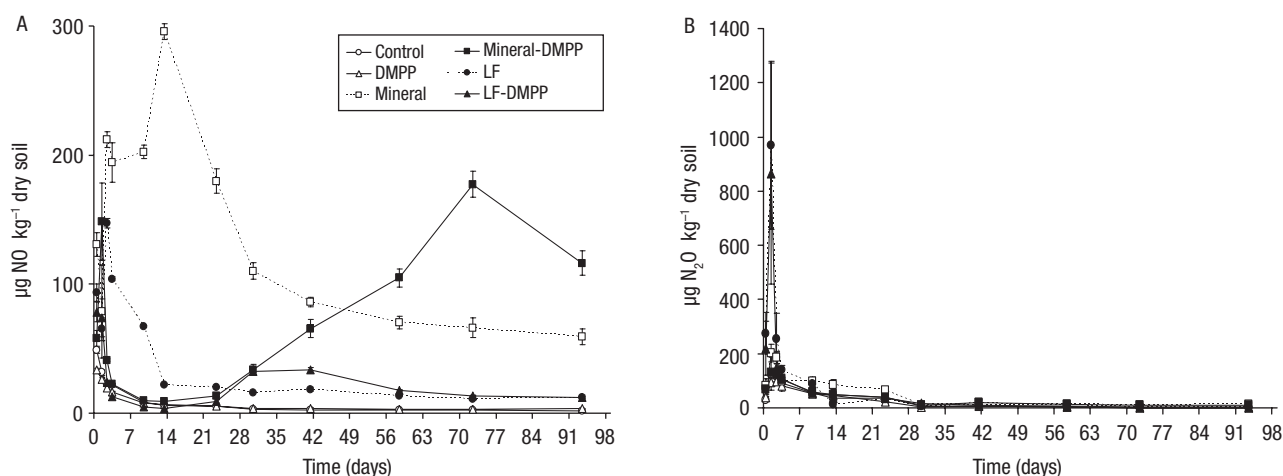 A
300
200
100
0
µg NO kg⁻¹ dry soil
Control
DMPP
Mineral
Mineral-DMPP
LF
LF-DMPP
0 7 14 21 28 35 42 49 56 63 70 77 84 91 98
Time (days)
B
1400
1200
1000
800
600
400
200
0
µg N₂O kg⁻¹ dry soil
0 7 14 21 28 35 42 49 56 63 70 77 84 91 98
Time (days)